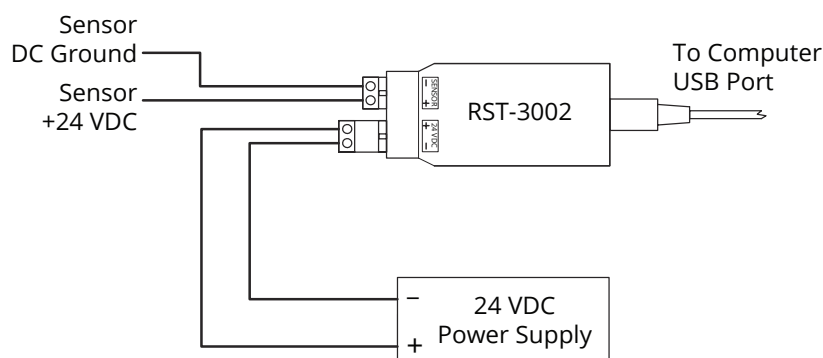 Sensor
DC Ground
Sensor
+24 VDC
− SENSOR +
+ 24 VDC −
RST-3002
To Computer
USB Port
−
+
24 VDC
Power Supply